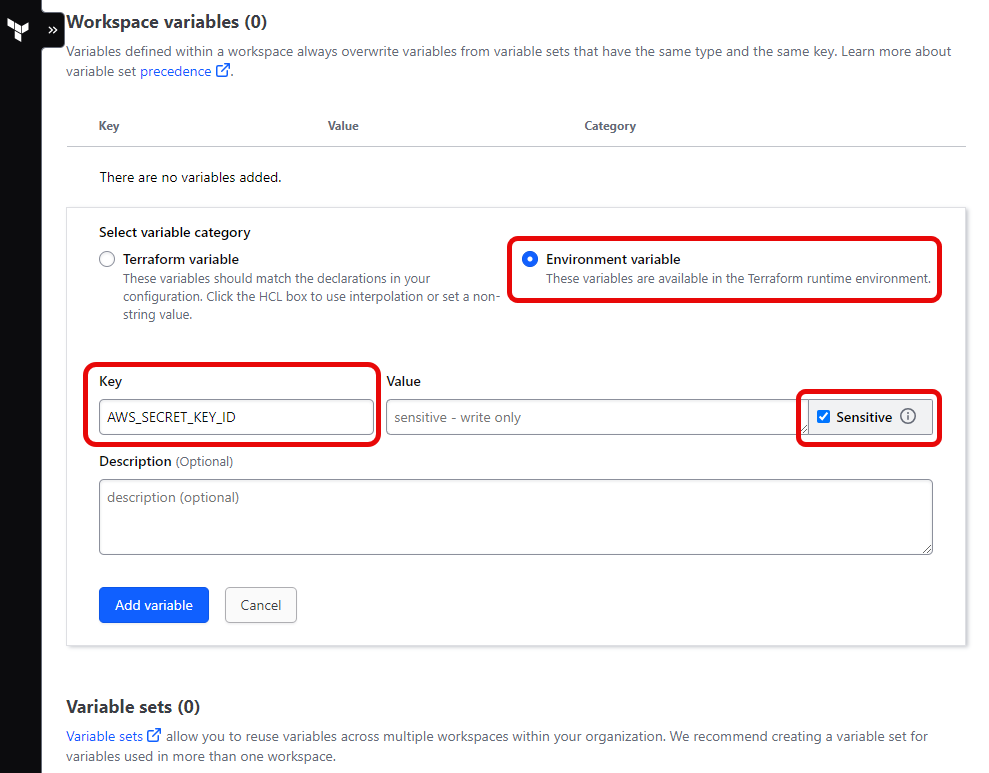 Workspace variables (0)
Variables defined within a workspace always overwrite variables from variable sets that have the same type and the same key. Learn more about
variable set precedence.
Key Value Category
There are no variables added.
Select variable category
Terraform variable
These variables should match the declarations in your
configuration. Click the HCL box to use interpolation or set a non-
string value.
Environment variable
These variables are available in the Terraform runtime environment.
Key
AWS_SECRET_KEY_ID
Value
sensitive - write only
Sensitive
Description (Optional)
description (optional)
Add variable
Cancel
Variable sets (0)
Variable sets allow you to reuse variables across multiple workspaces within your organization. We recommend creating a variable set for
variables used in more than one workspace.